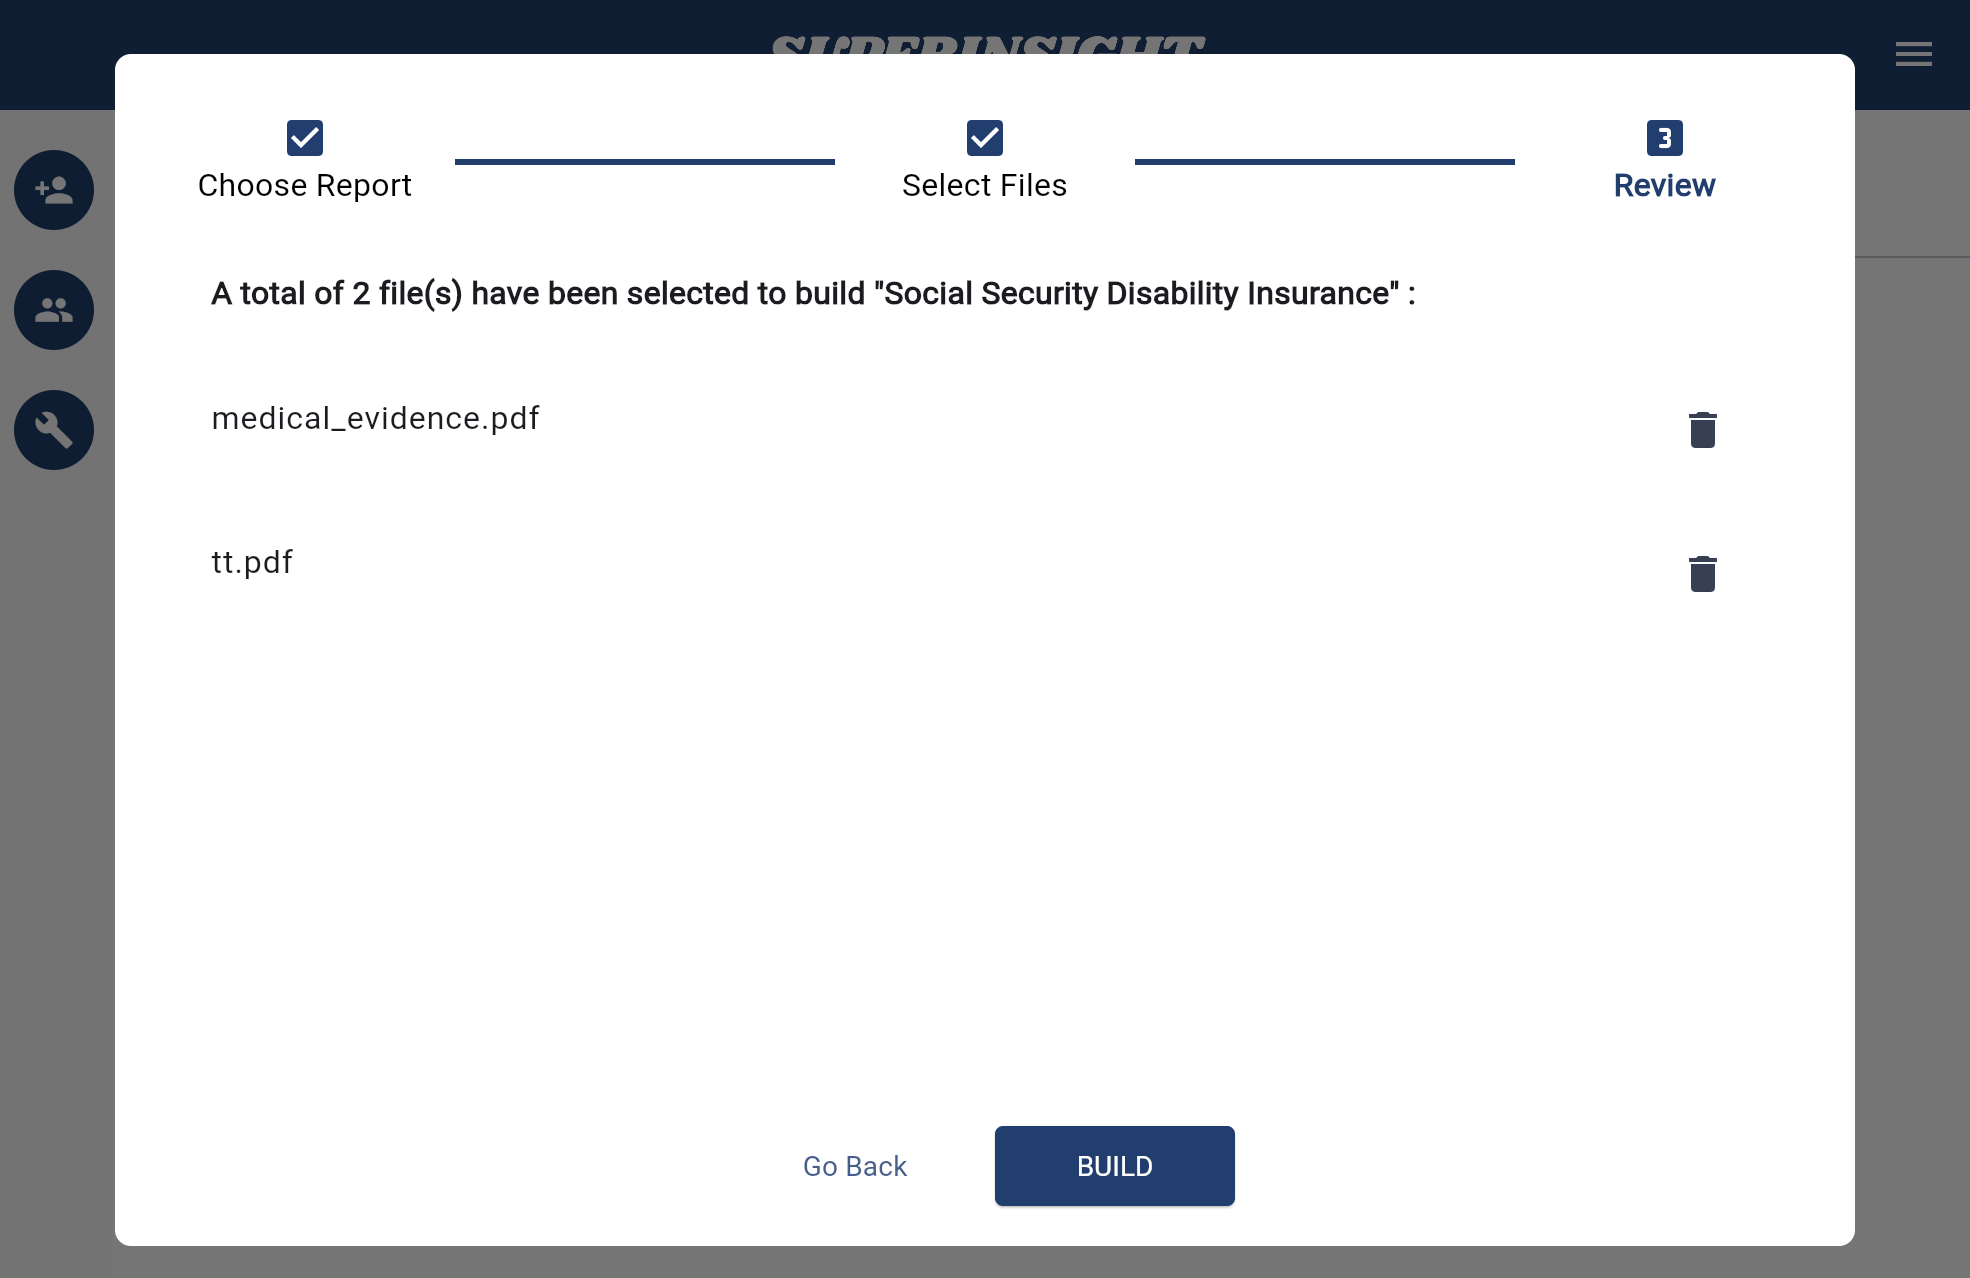 SUPERINSIGHT
3
Choose Report
Select Files
Review
A total of 2 file(s) have been selected to build "Social Security Disability Insurance" :
medical_evidence.pdf
tt.pdf
Go Back
BUILD